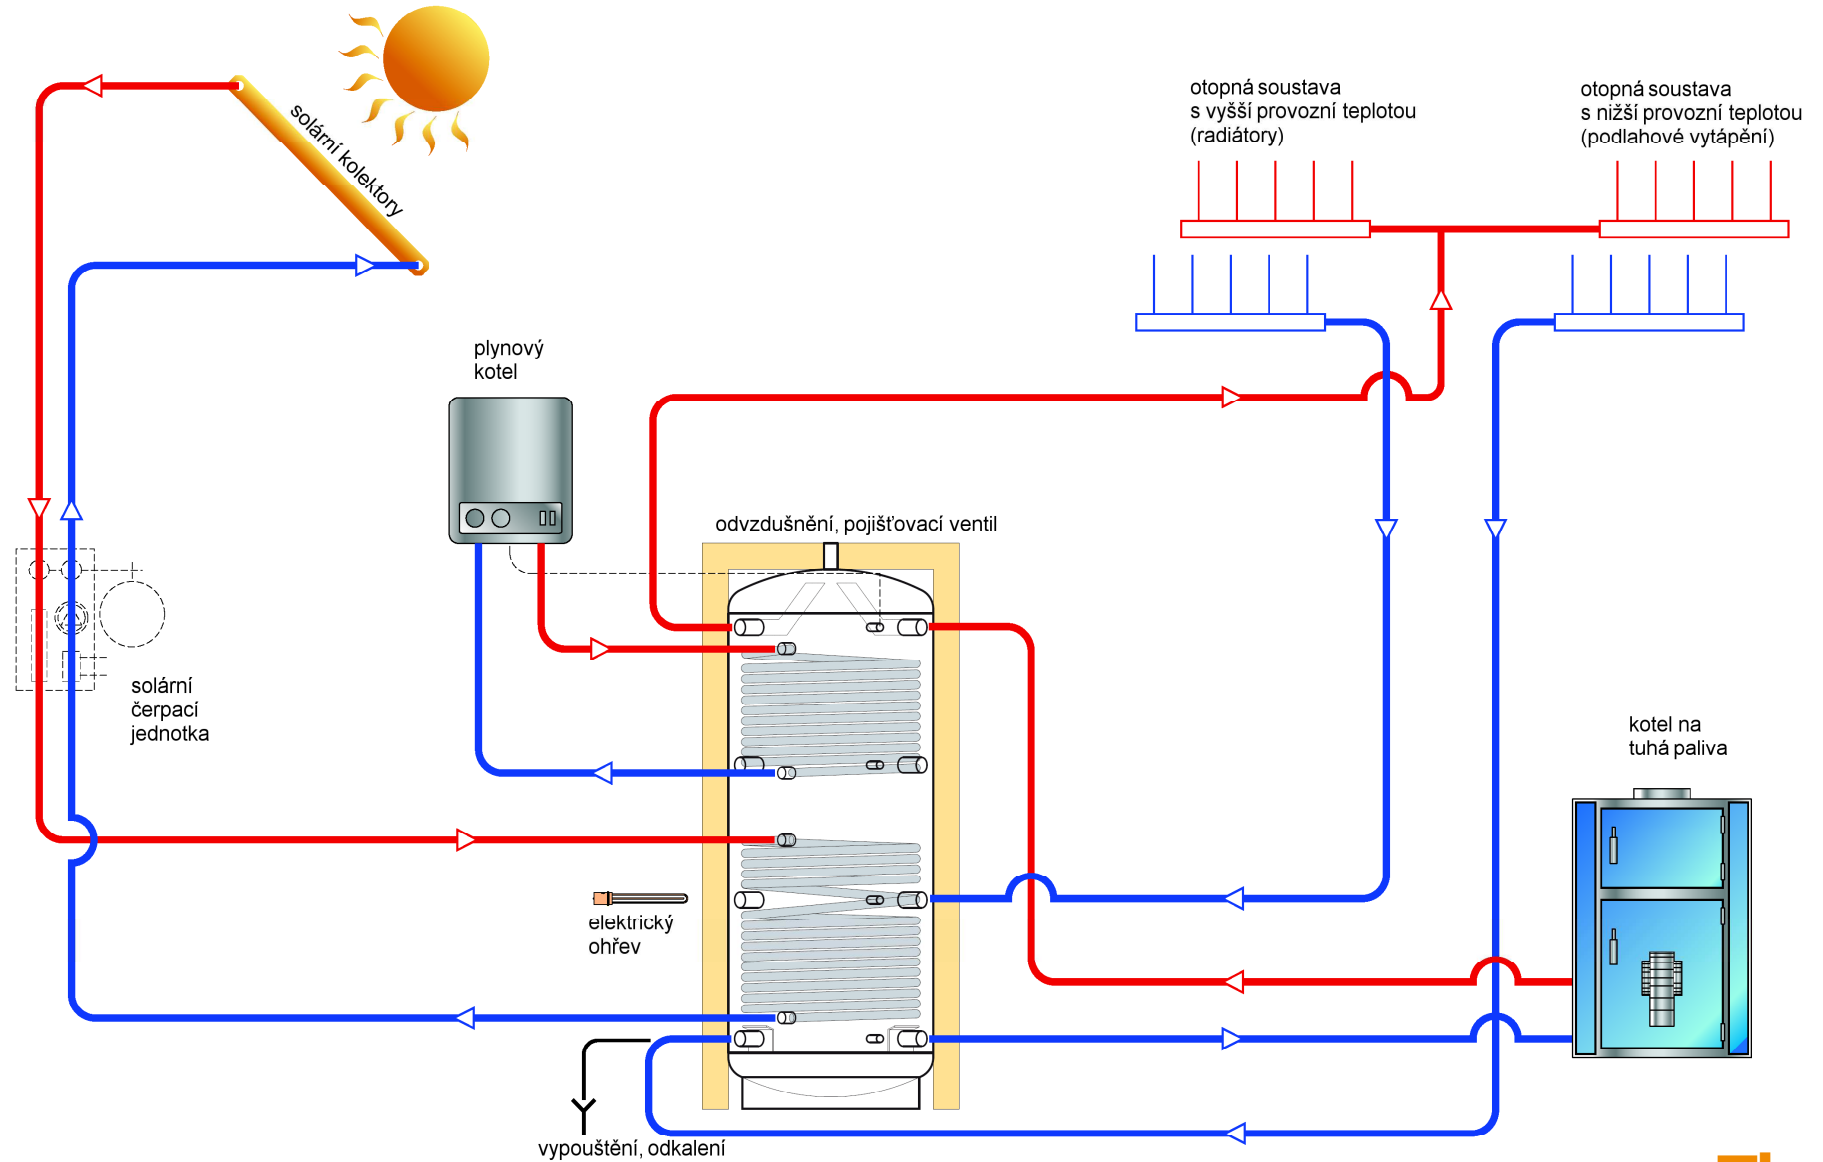 solární kolektory
otopná soustava
s vyšší provozní teplotou
(radiátory)
otopná soustava
s nižší provozní teplotou
(podlahové vytápění)
plynový
kotel
odvzdušnění, pojišťovací ventil
solární
čerpací
jednotka
kotel na
tuhá paliva
elektrický
ohřev
vypouštění, odkalení